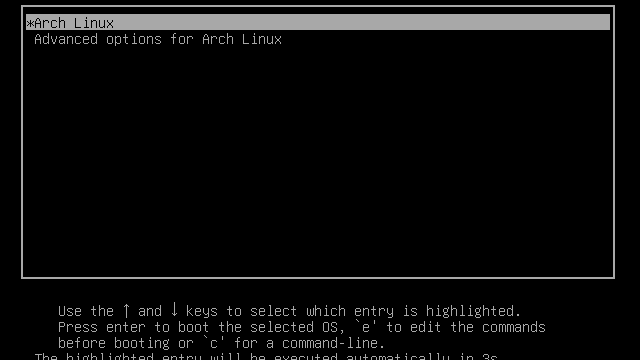 *Arch Linux
Advanced options for Arch Linux
Use the ↑ and ↓ keys to select which entry is highlighted.
Press enter to boot the selected OS, `e' to edit the commands
before booting or `c' for a command-line.
The highlighted entry will be executed automatically in 3s.